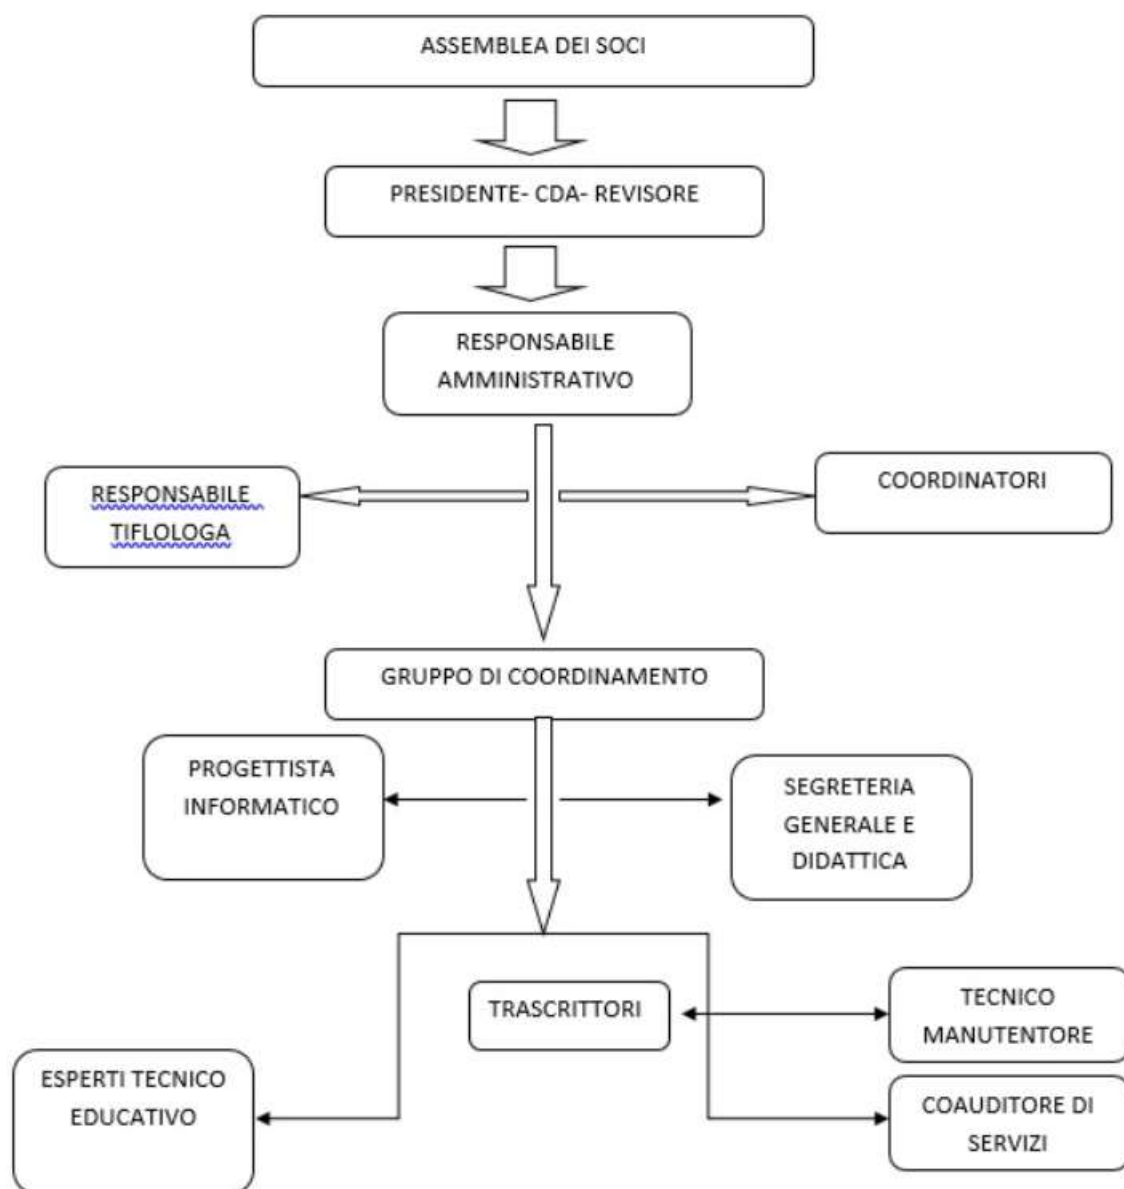 ASSEMBLEA DEI SOCI
PRESIDENTE- CDA- REVISORE
RESPONSABILE
AMMINISTRATIVO
RESPONSABILE
TIFLOLOGA
COORDINATORI
GRUPPO DI COORDINAMENTO
PROGETTISTA
INFORMATICO
SEGRETERIA
GENERALE E
DIDATTICA
TRASCRITTORI
TECNICO
MANUTENTORE
ESPERTI TECNICO
EDUCATIVO
COAUDITORE DI
SERVIZI